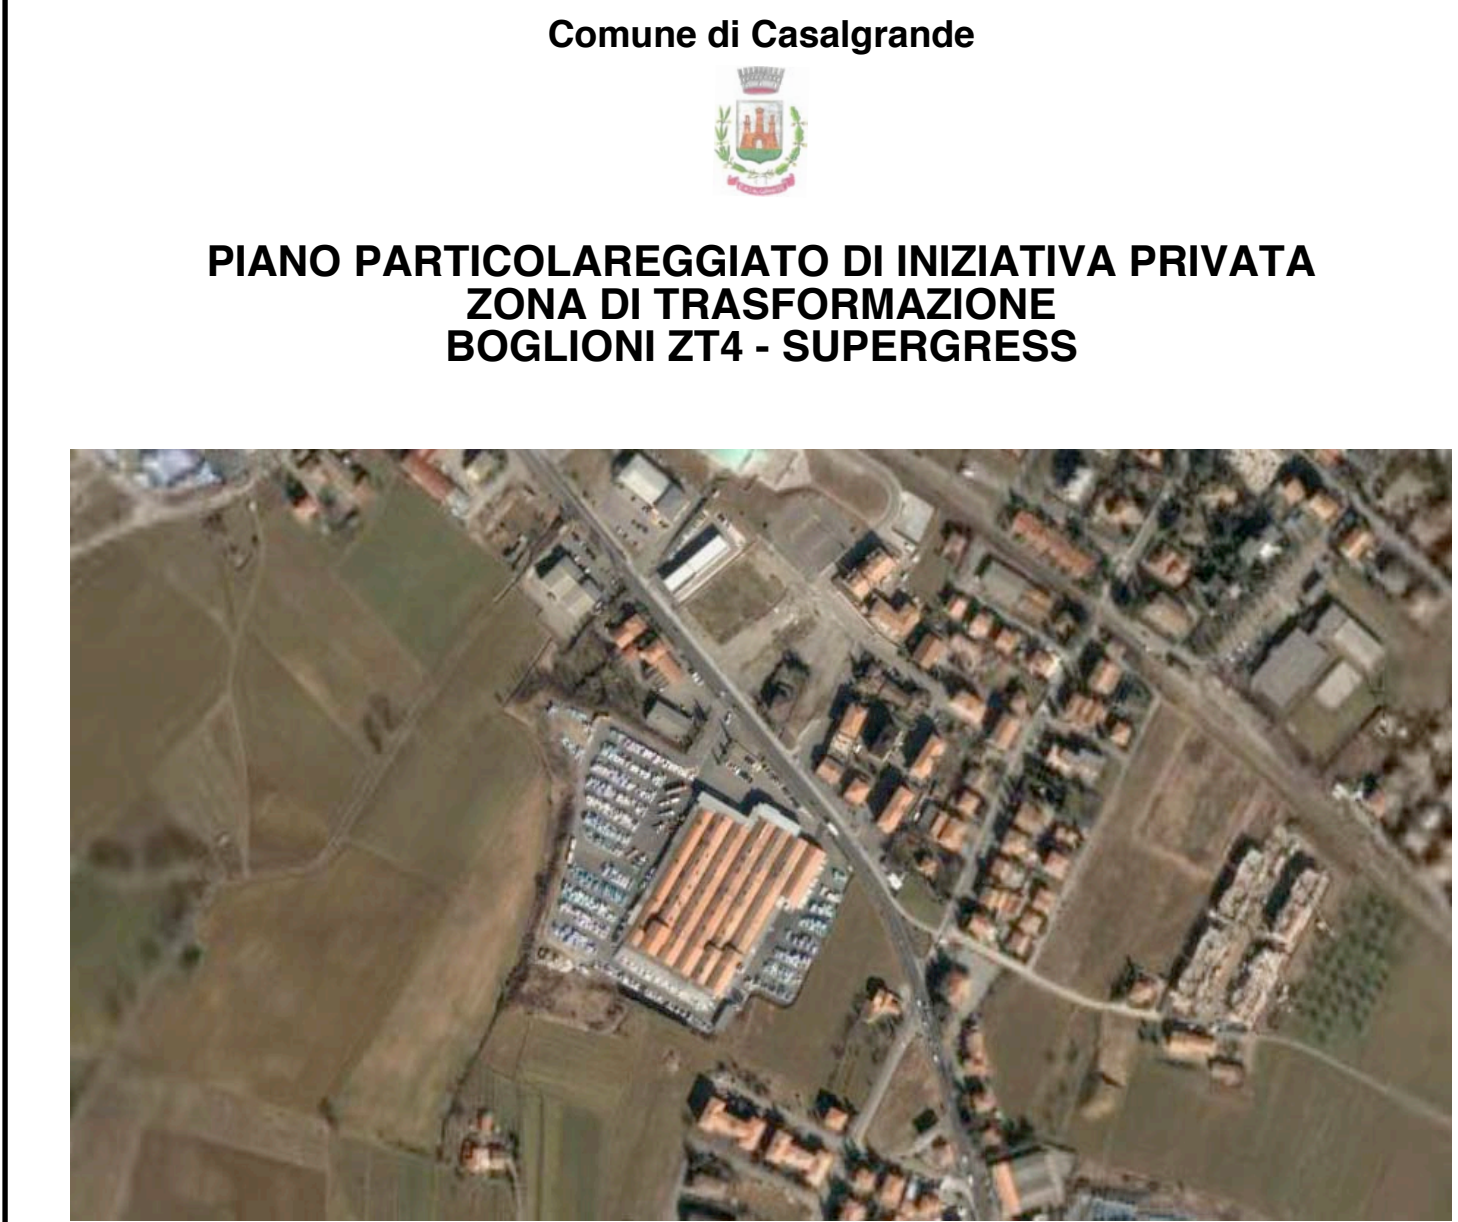 Comune di Casalgrande
PIANO PARTICOLAREGGIATO DI INIZIATIVA PRIVATA
ZONA DI TRASFORMAZIONE
BOGLIONI ZT4 - SUPERGRESS